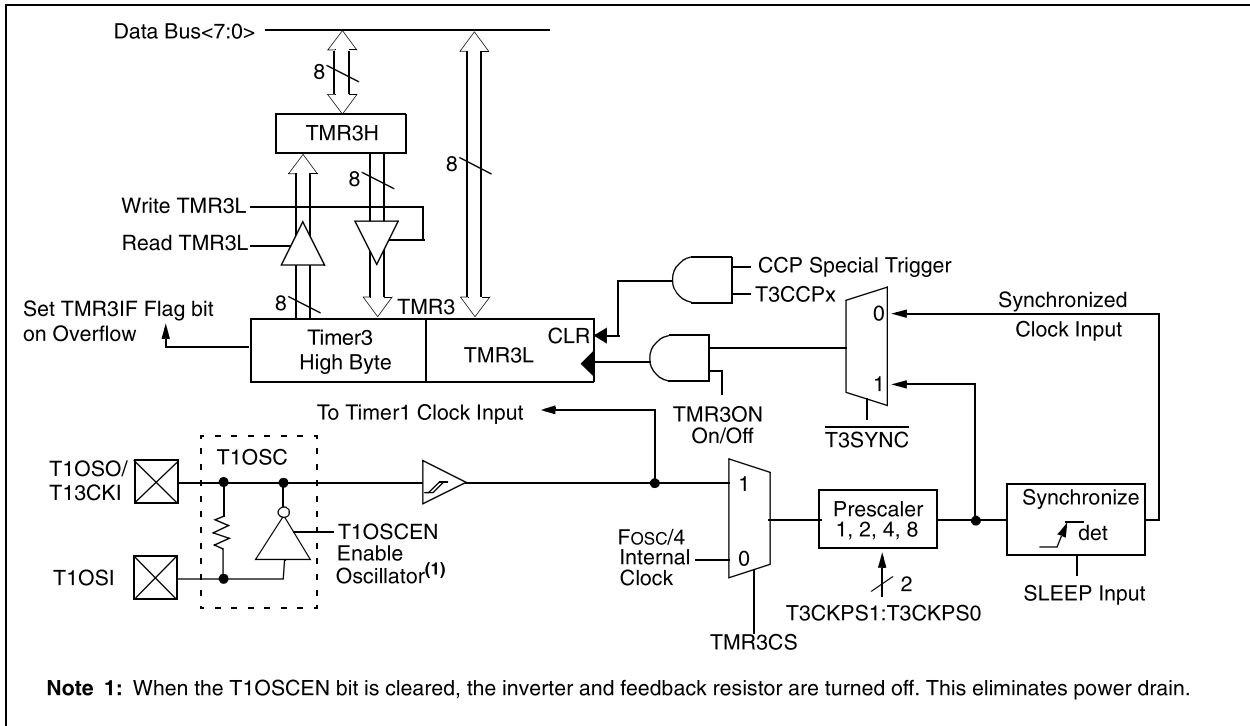 Data Bus<7:0>
8
TMR3H
8
8
Write TMR3L
Read TMR3L
8
CCP Special Trigger
T3CCPx
TMR3
Set TMR3IF Flag bit
on Overflow
Timer3
High Byte
TMR3L
CLR
0
1
Synchronized
Clock Input
To Timer1 Clock Input
TMR3ON
On/Off
T3SYNC
T1OSC
T1OSO/
T13CKI
T1OSI
T1OSCEN
Enable
Oscillator(1)
FOSC/4
Internal
Clock
1
0
TMR3CS
Prescaler
1, 2, 4, 8
2
T3CKPS1:T3CKPS0
Synchronize
det
SLEEP Input
Note 1: When the T1OSCEN bit is cleared, the inverter and feedback resistor are turned off. This eliminates power drain.